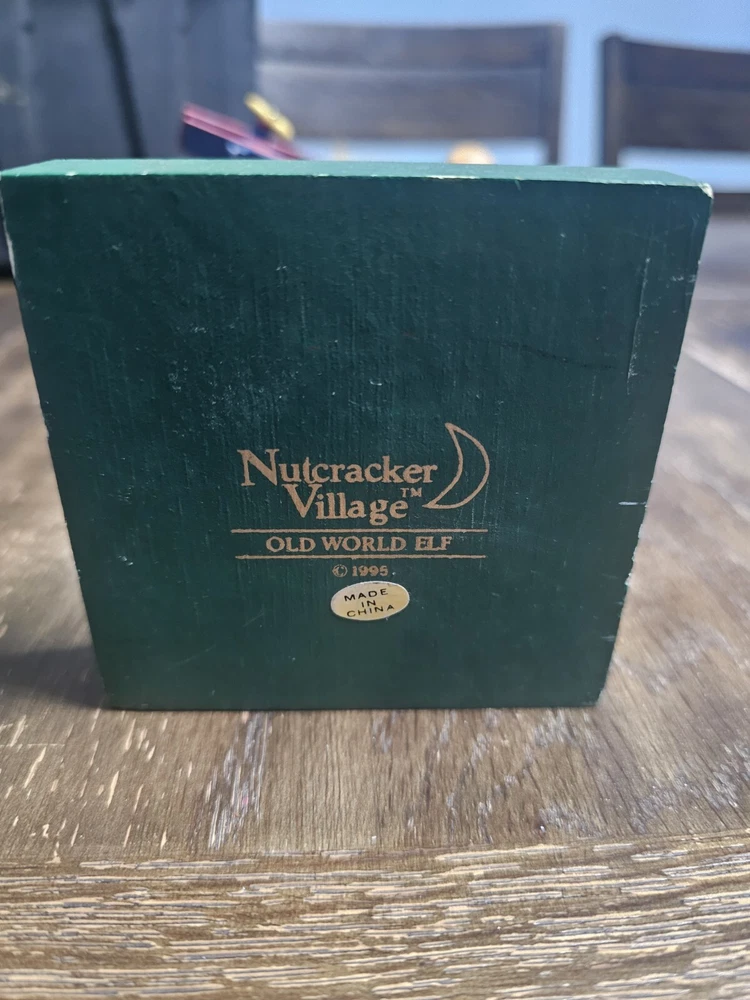 Nutcracker
Village™
OLD WORLD ELF
© 1995
MADE
IN
CHINA